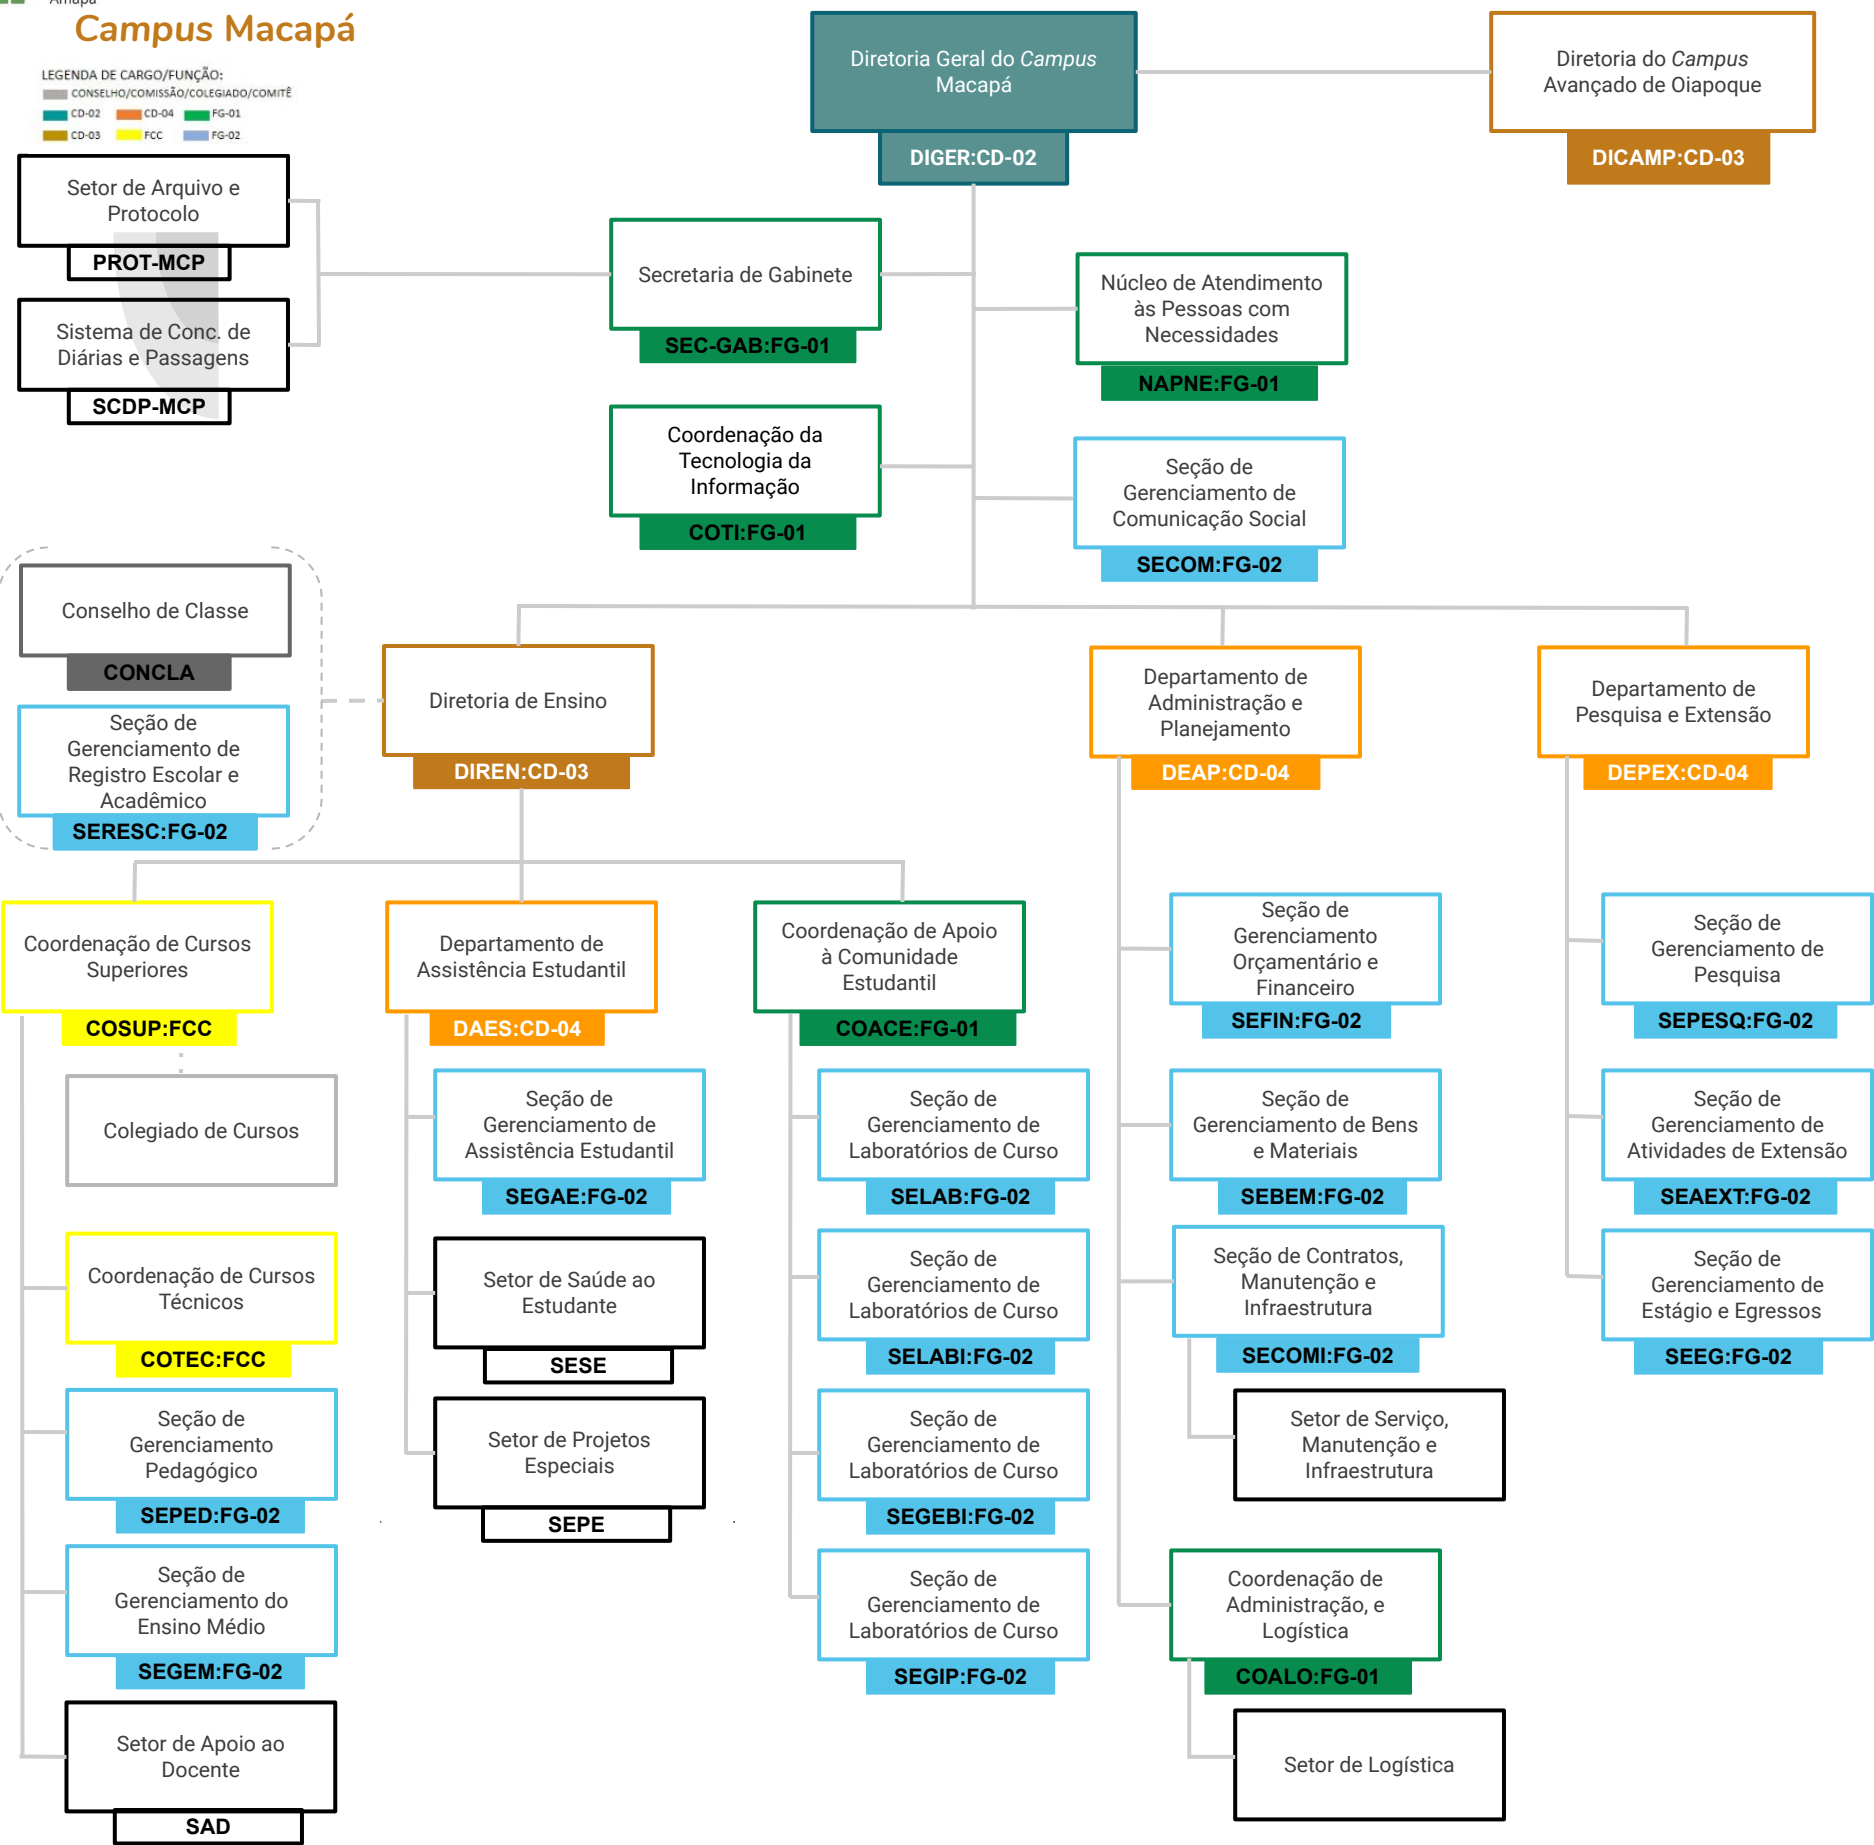 Amapá
Campus Macapá
LEGENDA DE CARGO/FUNÇÃO:
CONSELHO/COMISSÃO/COLEGIADO/COMITÊ
CD-02 CD-04 FG-01
CD-03 FCC FG-02
Diretoria Geral do Campus
Macapá
DIGER:CD-02
Diretoria do Campus
Avançado de Oiapoque
DICAMP:CD-03
Setor de Arquivo e
Protocolo
PROT-MCP
Sistema de Conc. de
Diárias e Passagens
SCDP-MCP
Secretaria de Gabinete
SEC-GAB:FG-01
Núcleo de Atendimento
às Pessoas com
Necessidades
NAPNE:FG-01
Coordenação da
Tecnologia da
Informação
COTI:FG-01
Seção de
Gerenciamento de
Comunicação Social
SECOM:FG-02
Conselho de Classe
CONCLA
Seção de
Gerenciamento de
Registro Escolar e
Acadêmico
SERESC:FG-02
Diretoria de Ensino
DIREN:CD-03
Departamento de
Administração e
Planejamento
DEAP:CD-04
Departamento de
Pesquisa e Extensão
DEPEX:CD-04
Coordenação de Cursos
Superiores
COSUP:FCC
Colegiado de Cursos
Coordenação de Cursos
Técnicos
COTEC:FCC
Seção de
Gerenciamento
Pedagógico
SEPED:FG-02
Seção de
Gerenciamento do
Ensino Médio
SEGEM:FG-02
Setor de Apoio ao
Docente
SAD
Departamento de
Assistência Estudantil
DAES:CD-04
Seção de
Gerenciamento de
Assistência Estudantil
SEGAE:FG-02
Setor de Saúde ao
Estudante
SESE
Setor de Projetos
Especiais
SEPE
Coordenação de Apoio
à Comunidade
Estudantil
COACE:FG-01
Seção de
Gerenciamento de
Laboratórios de Curso
SELAB:FG-02
Seção de
Gerenciamento de
Laboratórios de Curso
SELABI:FG-02
Seção de
Gerenciamento de
Laboratórios de Curso
SEGEBI:FG-02
Seção de
Gerenciamento de
Laboratórios de Curso
SEGIP:FG-02
Seção de
Gerenciamento
Orçamentário e
Financeiro
SEFIN:FG-02
Seção de
Gerenciamento de Bens
e Materiais
SEBEM:FG-02
Seção de Contratos,
Manutenção e
Infraestrutura
SECOMI:FG-02
Setor de Serviço,
Manutenção e
Infraestrutura
Coordenação de
Administração, e
Logística
COALO:FG-01
Setor de Logística
Seção de
Gerenciamento de
Pesquisa
SEPESQ:FG-02
Seção de
Gerenciamento de
Atividades de Extensão
SEAEXT:FG-02
Seção de
Gerenciamento de
Estágio e Egressos
SEEG:FG-02